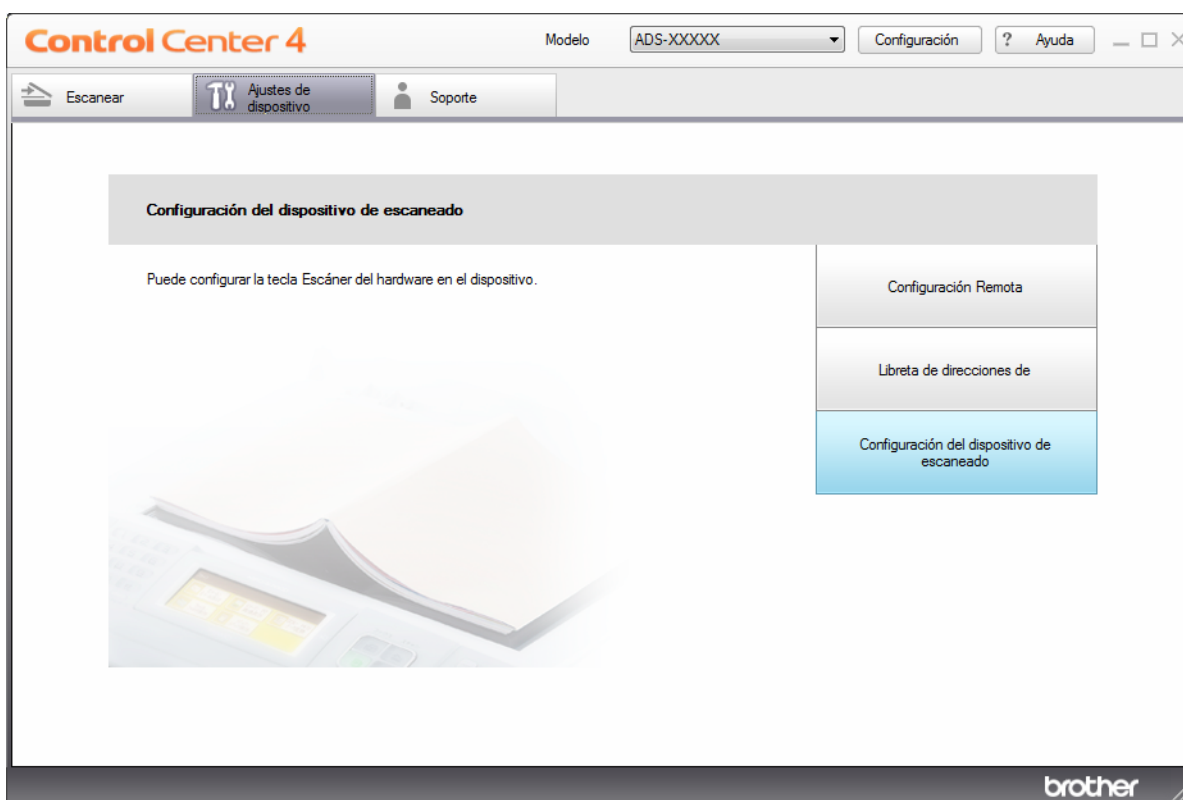 Control Center 4
Modelo
ADS-XXXXX
Configuración
? Ayuda
Escanear
Ajustes de
dispositivo
Soporte
Configuración del dispositivo de escaneado
Puede configurar la tecla Escáner del hardware en el dispositivo.
Configuración Remota
Libreta de direcciones de
Configuración del dispositivo de
escaneado
brother